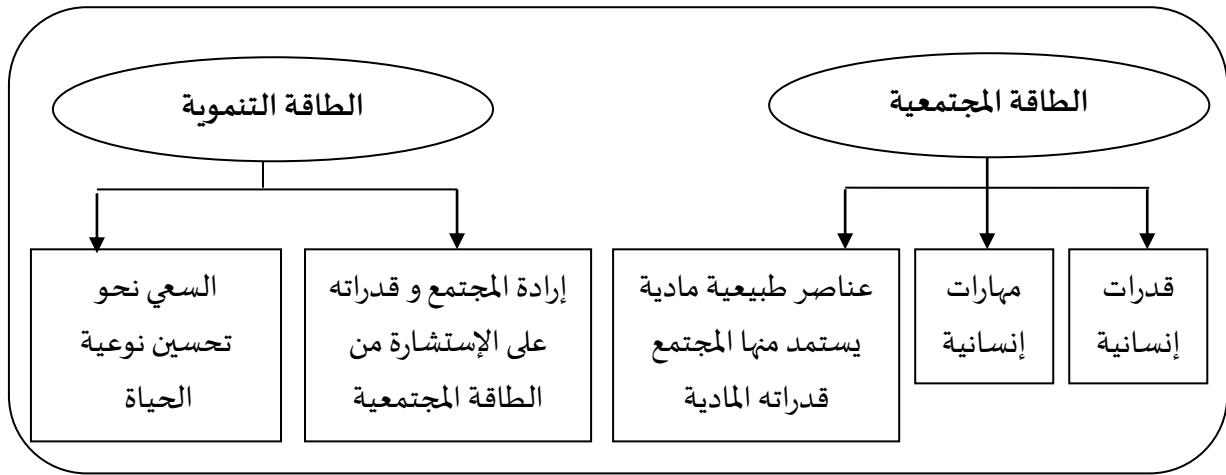 الطاقة المجتمعية
الطاقة التنموية
قدرات
إنسانية
مهارات
إنسانية
عناصر طبيعية مادية
يستمد منها المجتمع
قدراته المادية
إرادة المجتمع و قدراته
على الإستشارة من
الطاقة المجتمعية
السعي نحو
تحسين نوعية
الحياة